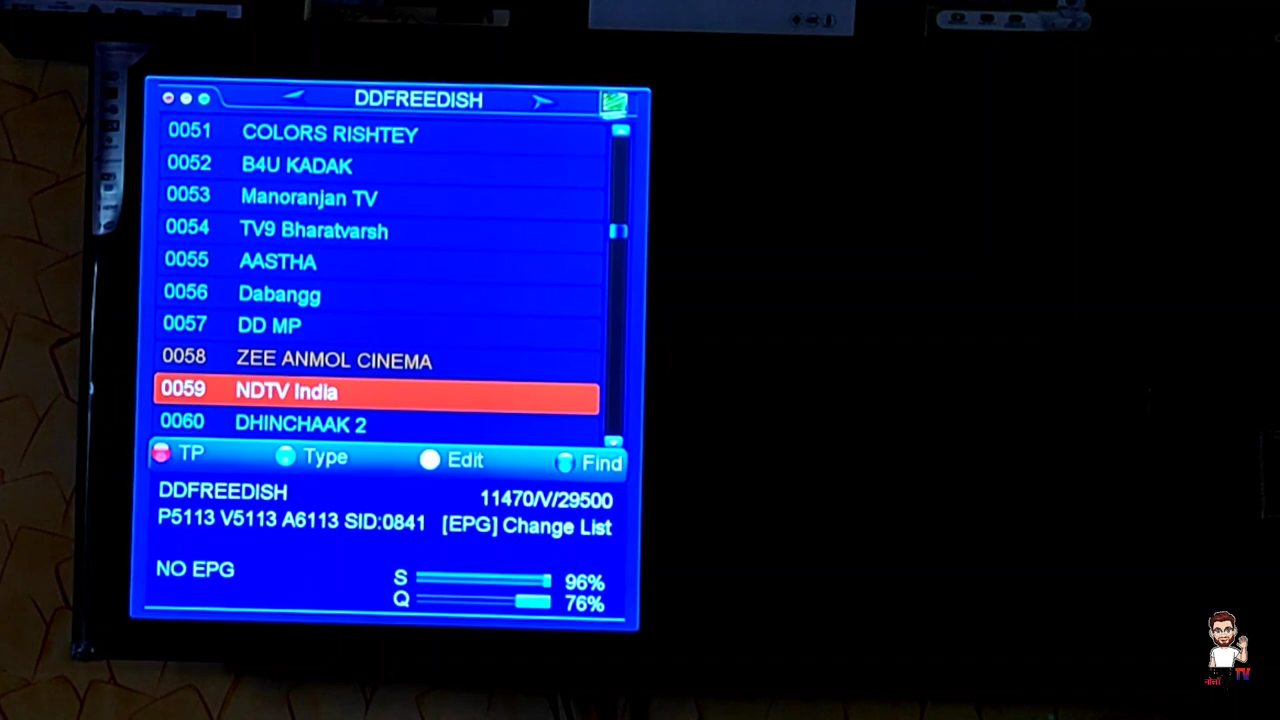 DDFREEDISH
0051 COLORS RISHTEY
0052 B4U KADAK
0053 Manoranjan TV
0054 TV9 Bharatvarsh
0055 AASTHA
0056 Dabangg
0057 DD MP
0058 ZEE ANMOL CINEMA
0059 NDTV India
0060 DHINCHAAK 2
TP Type Edit Find
DDFREEDISH 11470/V/29500
P5113 V5113 A6113 SID:0841 [EPG] Change List
NO EPG
S 96%
Q 76%
TV